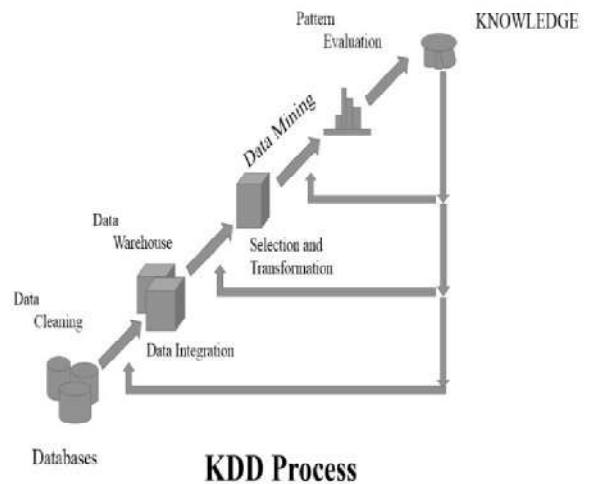 Pattern
Evaluation
KNOWLEDGE
Data Mining
Data
Warehouse
Selection and
Transformation
Data
Cleaning
Data Integration
Databases
KDD Process